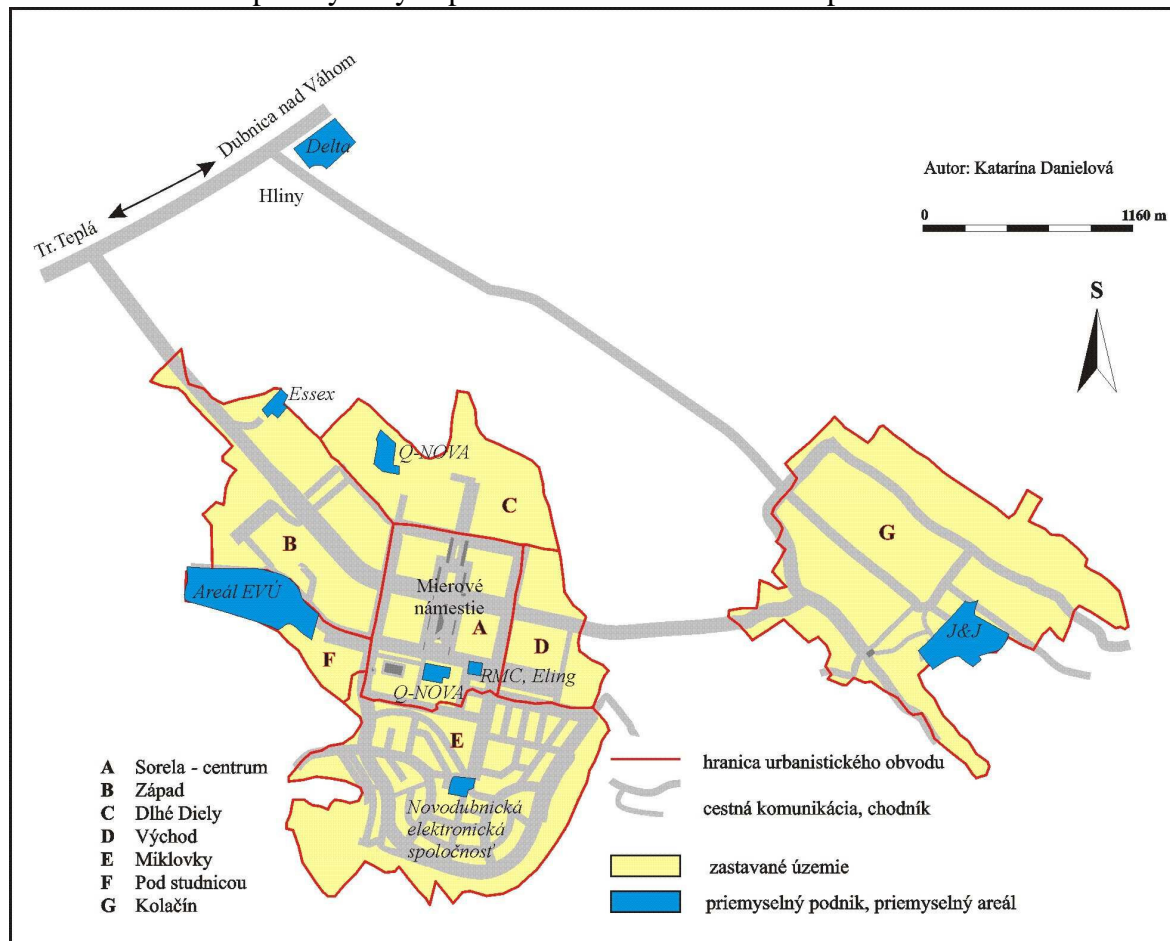 Dubnica nad Váhom
Delta
Tr.Teplá
Hliny
Autor: Katarína Danielová
0 1160 m
S
Essex
Q-NOVA
C
G
B
Mierové
námestie
Areál EVÚ
A
D
J&J
F
RMC, Eling
Q-NOVA
E
Novodubnická
elektronická
spoločnosť
A Sorela - centrum
B Západ
C Dlhé Diely
D Východ
E Miklovky
F Pod studnicou
G Kolačín
hranica urbanistického obvodu
cestná komunikácia, chodník
zastavané územie
priemyselný podnik, priemyselný areál